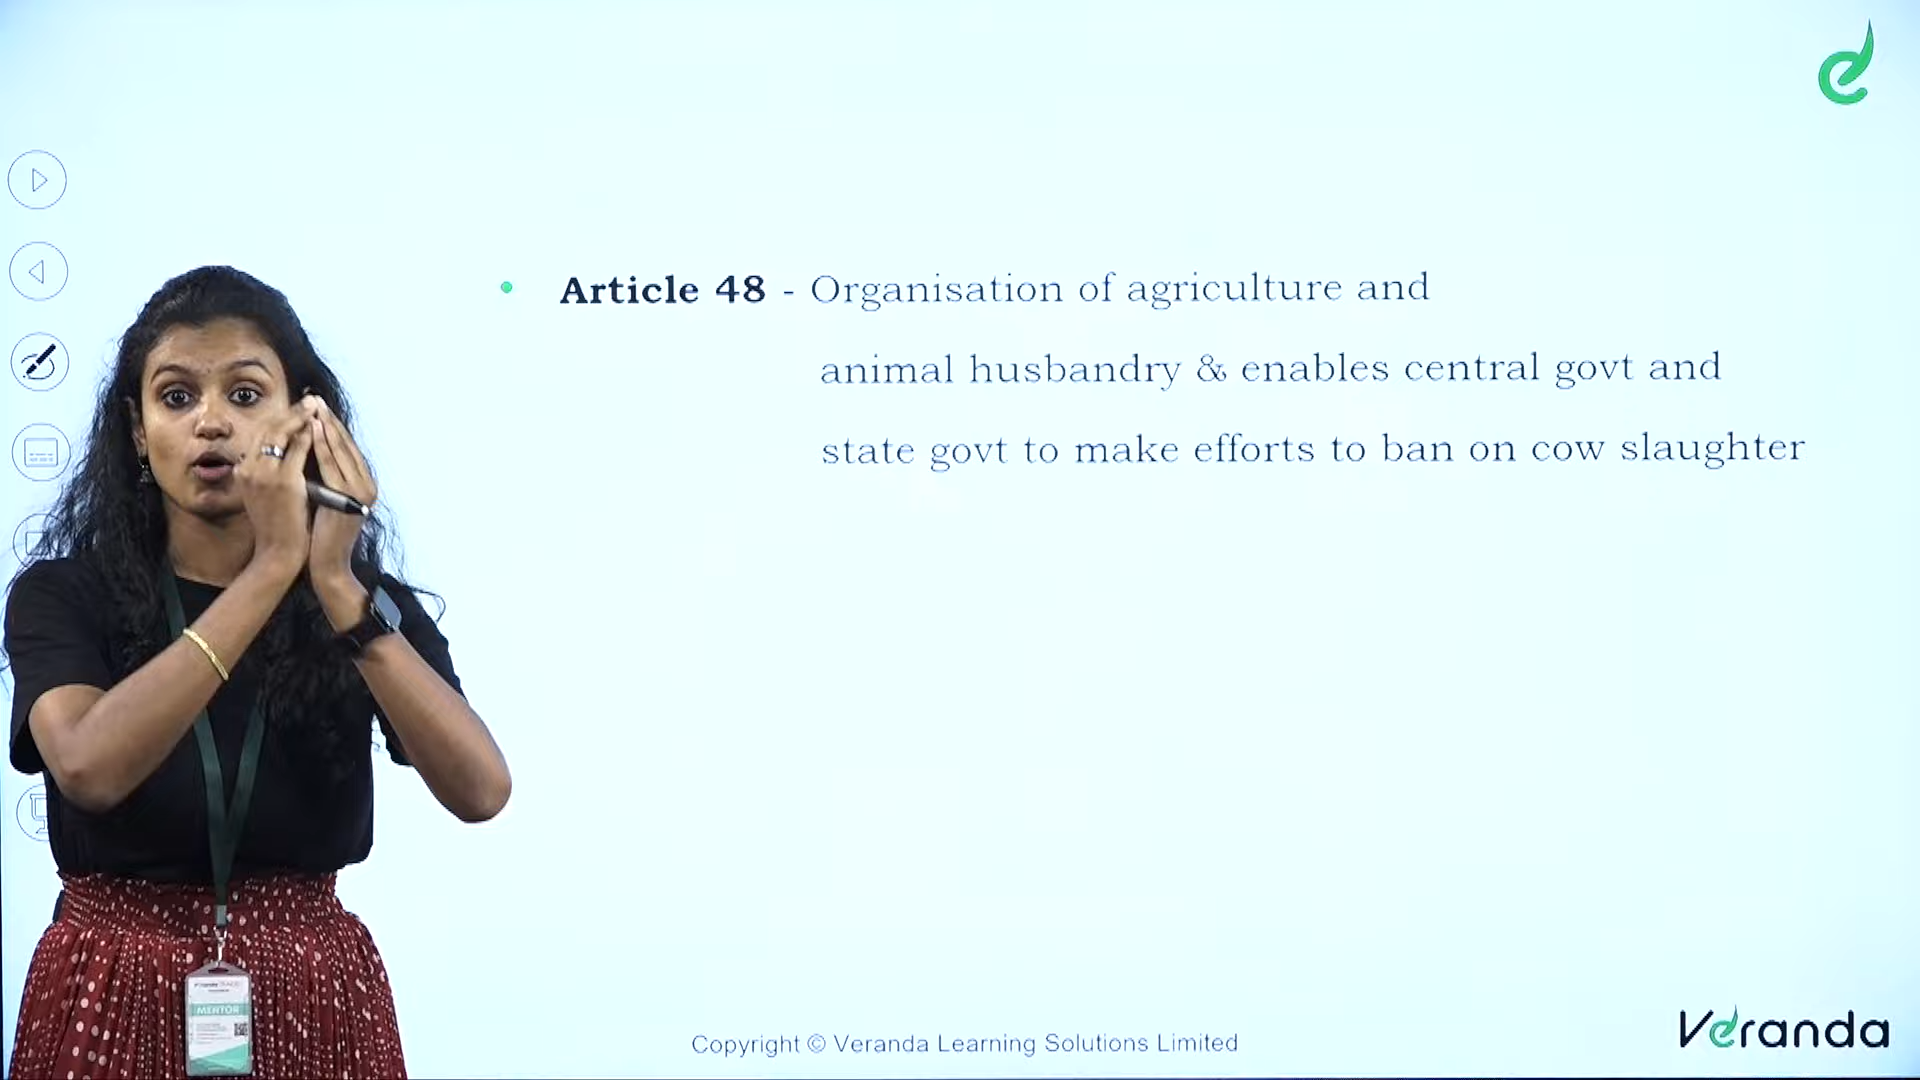 Article 48 - Organisation of agriculture and
animal husbandry & enables central govt and
state govt to make efforts to ban on cow slaughter
MENTOR
Veranda
Copyright © Veranda Learning Solutions Limited